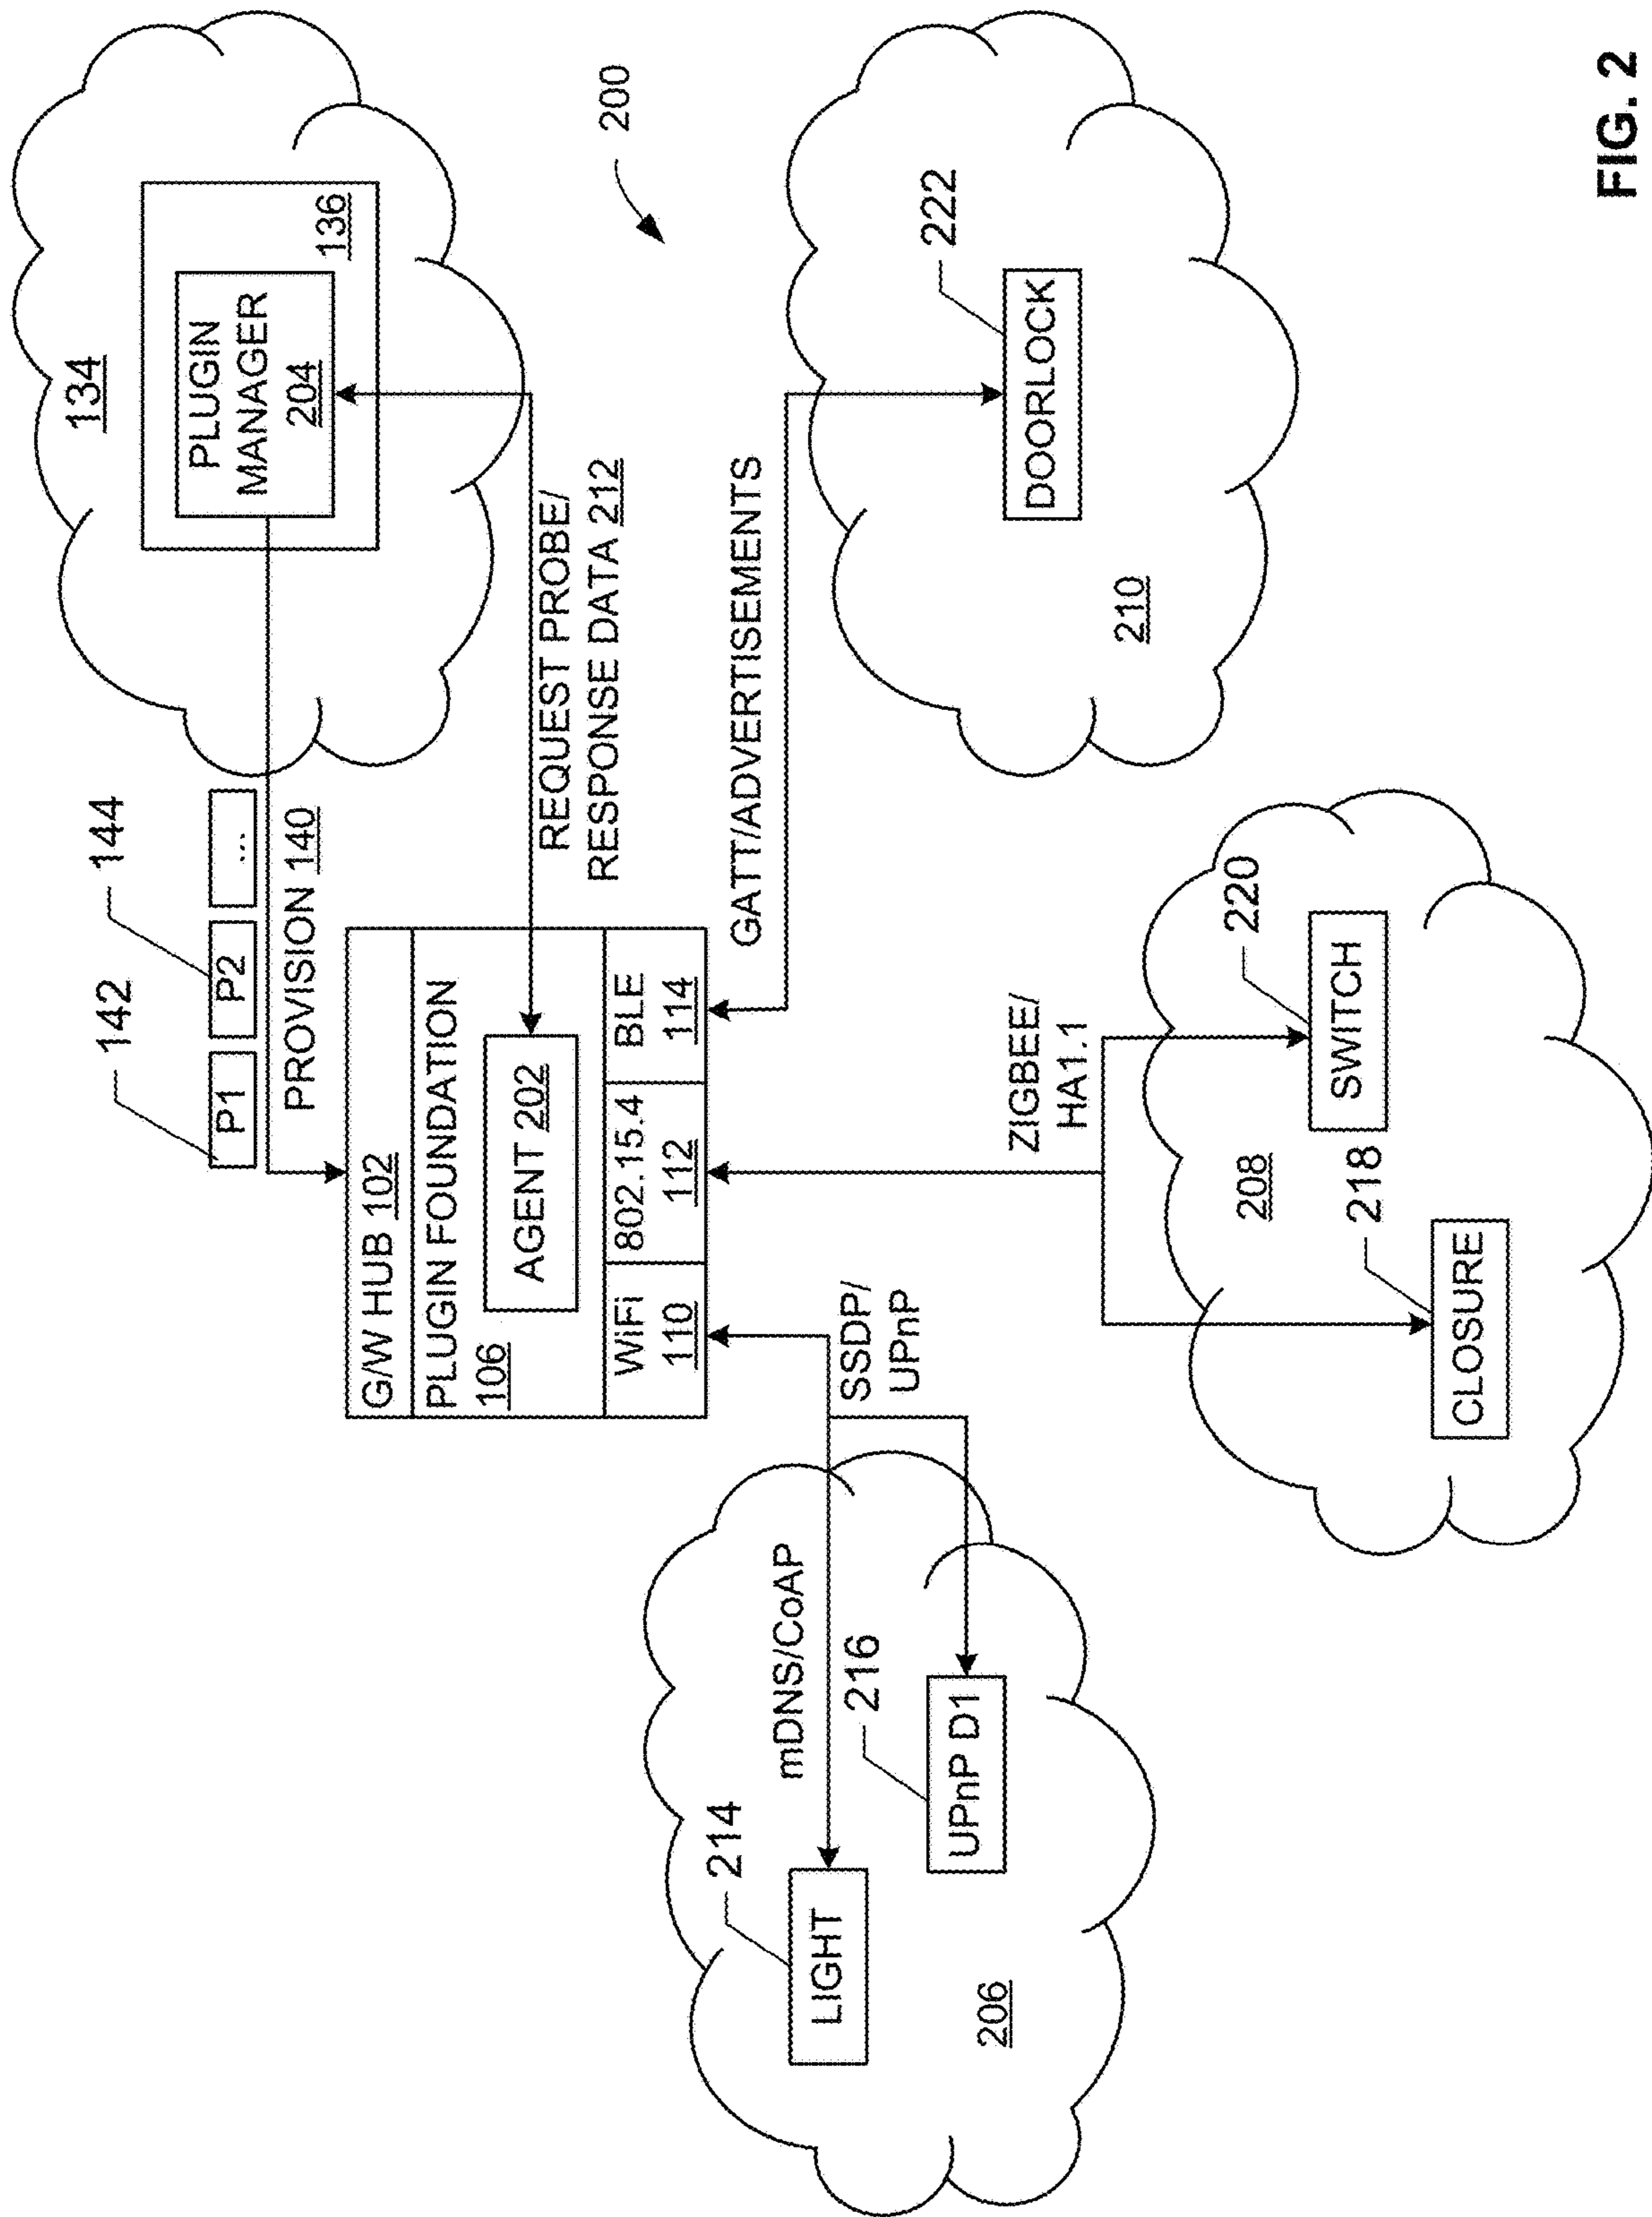 134
PLUGIN
MANAGER
204
136
142
144
P1
P2
...
PROVISION 140
200
G/W HUB 102
PLUGIN FOUNDATION
106
AGENT 202
WiFi
110
802.15.4
112
BLE
114
REQUEST PROBE/
RESPONSE DATA 212
GATT/ADVERTISEMENTS
SSDP/
UPnP
mDNS/CoAP
214
LIGHT
216
UPnP D1
206
ZIGBEE/
HA1.1
208
220
SWITCH
218
CLOSURE
222
DOORLOCK
210
FIG. 2